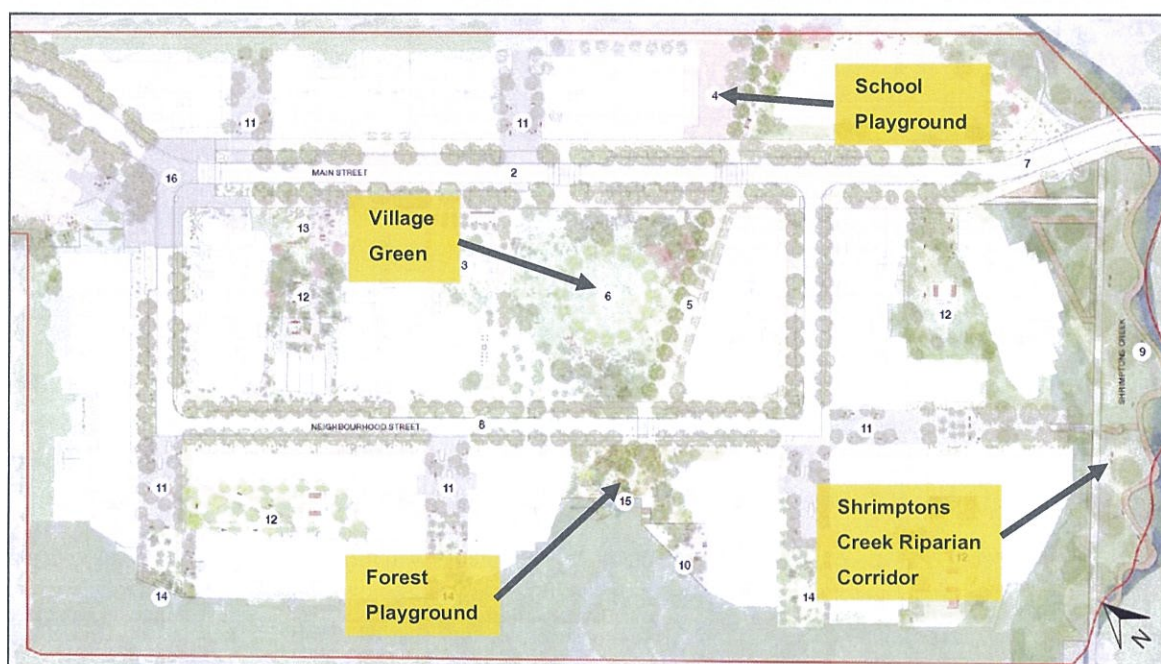 School
Playground
4
11
11
7
MAIN STREET
2
16
Village
Green
13
3
12
6
5
12
9
SHRIMPTONS CREEK
NEIGHBOURHOOD STREET
8
11
11
11
15
12
Shrimptons
Creek Riparian
Corridor
12
Forest
Playground
10
14
14
14
N